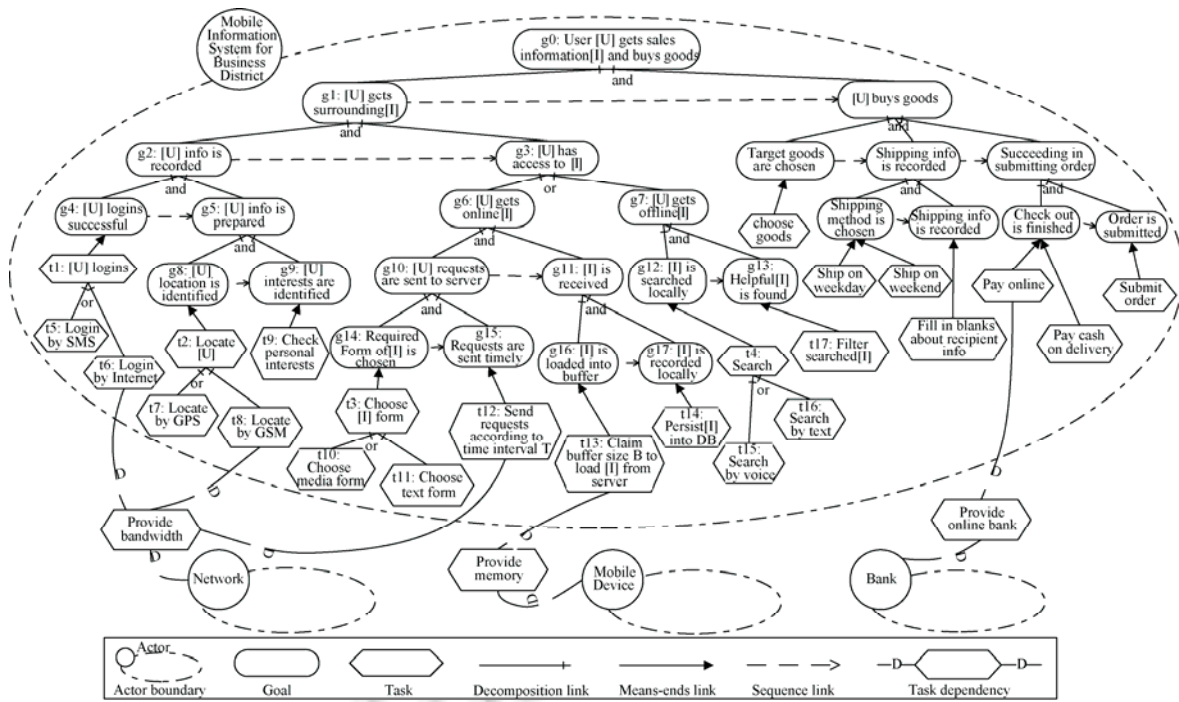 Mobile
Information
System for
Business
District
g0: User [U] gets sales
information[I] and buys goods
and
g1: [U] gets
surrounding[I]
and
[U] buys goods
and
g2: [U] info is
recorded
and
g3: [U] has
access to [I]
or
Target goods
are chosen
Shipping info
is recorded
and
Succeeding in
submitting order
and
g4: [U] logins
successful
g5: [U] info is
prepared
and
g6: [U] gets
online[I]
and
g7: [U] gets
offline[I]
and
choose
goods
Shipping
method is
chosen
Shipping info
is recorded
Check out
is finished
Order is
submitted
t1: [U] logins
or
g8: [U]
location is
identified
g9: [U]
interests are
identified
g10: [U] requests
are sent to server
and
g11: [I] is
received
and
g12: [I] is
searched
locally
g13:
Helpful[I]
is found
Ship on
weekday
Ship on
weekend
Pay online
Submit
order
t5: Login
by SMS
t6: Login
by Internet
t2: Locate
[U]
or
t9: Check
personal
interests
g14: Required
Form of[I] is
chosen
g15:
Requests are
sent timely
g16: [I] is
loaded into
buffer
g17: [I] is
recorded
locally
t4:
Search
or
t17: Filter
searched[I]
Fill in blanks
about recipient
info
Pay cash
on delivery
t7: Locate
by GPS
t8: Locate
by GSM
t3: Choose
[I] form
or
t12: Send
requests
according to
time interval T
t13: Claim
buffer size B to
load [I] from
server
t14:
Persist[I]
into DB
t15:
Search
by voice
t16:
Search
by text
t10:
Choose
media form
t11: Choose
text form
D
D
D
Provide
bandwidth
D
D
Network
D
Provide
memory
D
Mobile
Device
Provide
online bank
D
Bank
Actor
Actor boundary
Goal
Task
Decomposition link
Means-ends link
Sequence link
D
D
Task dependency